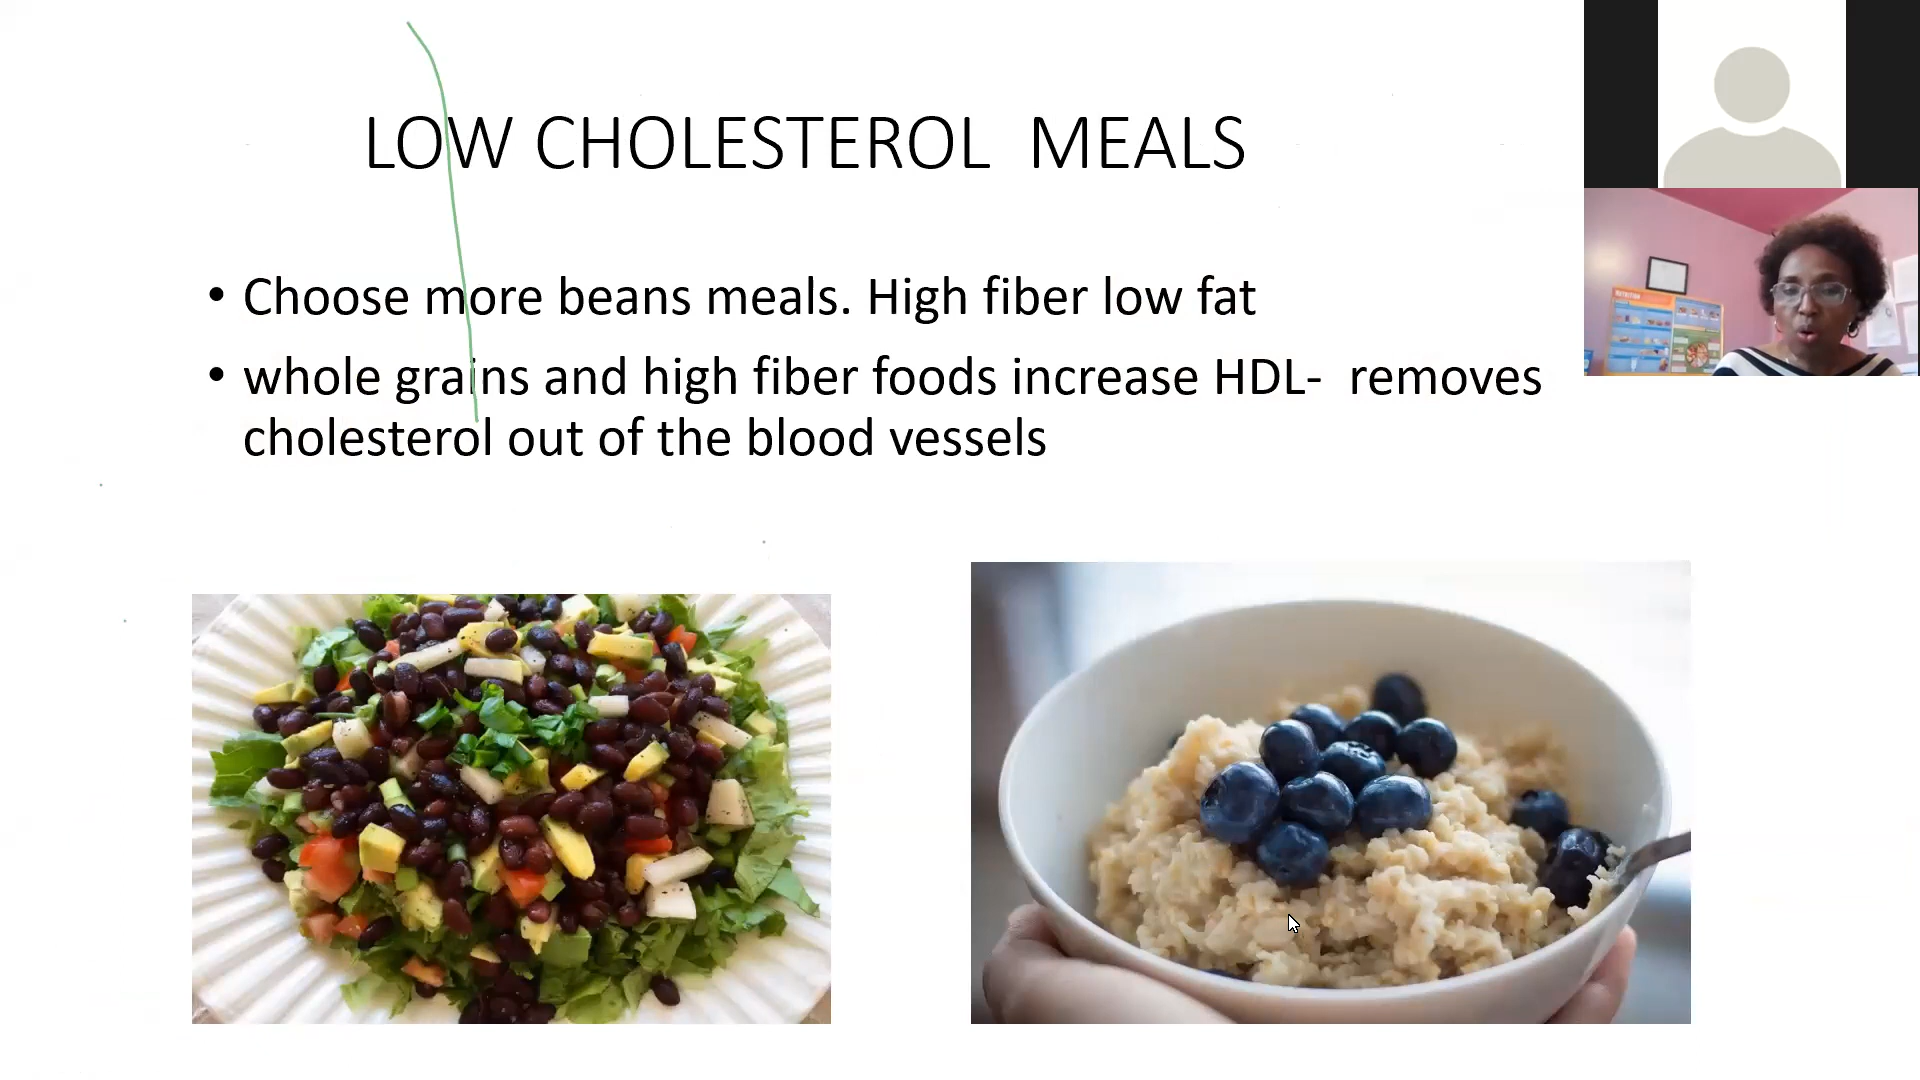 LOW CHOLESTEROL MEALS
• Choose more beans meals. High fiber low fat
• whole grains and high fiber foods increase HDL- removes
cholesterol out of the blood vessels
NUTRITION